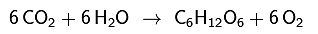 6 CO₂ + 6 H₂O → C₆H₁₂O₆ + 6 O₂